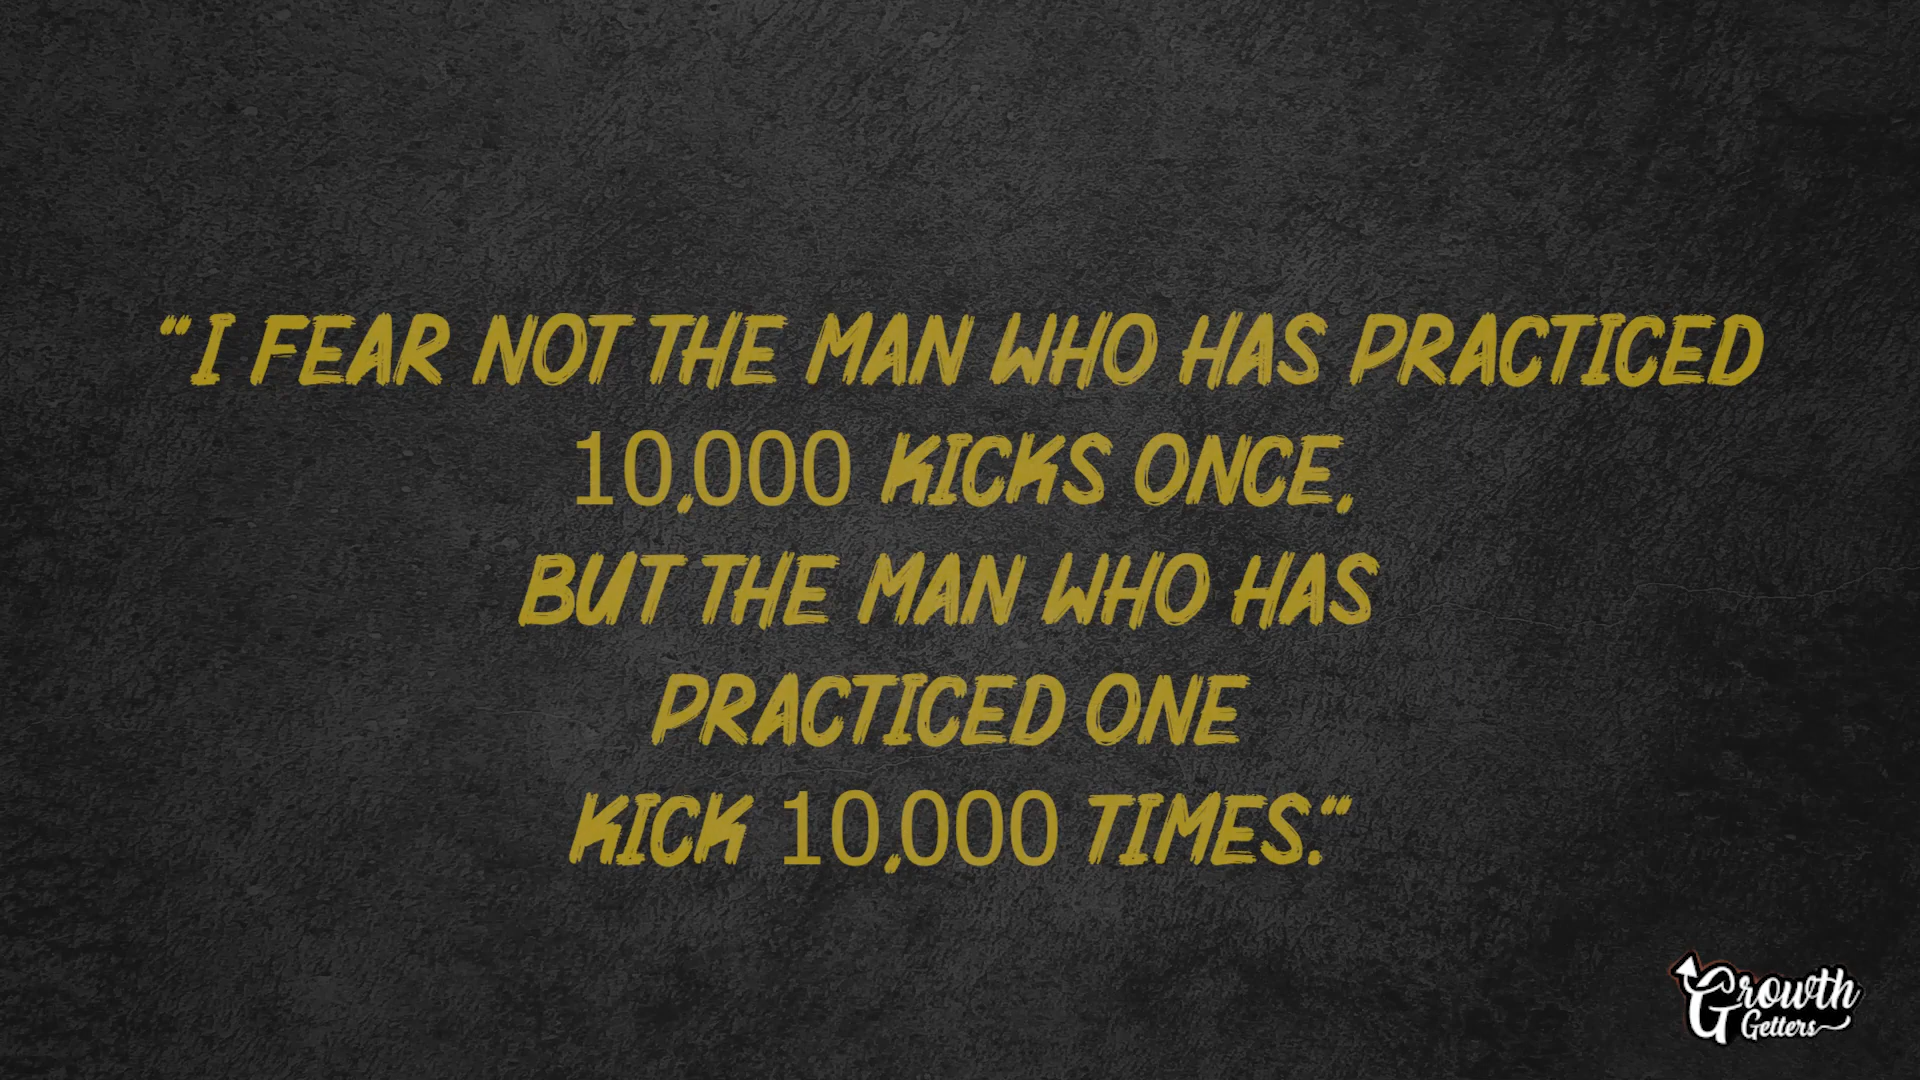 "I FEAR NOT THE MAN WHO HAS PRACTICED
10,000 KICKS ONCE,
BUT THE MAN WHO HAS
PRACTICED ONE
KICK 10,000 TIMES."
Growth
Getters